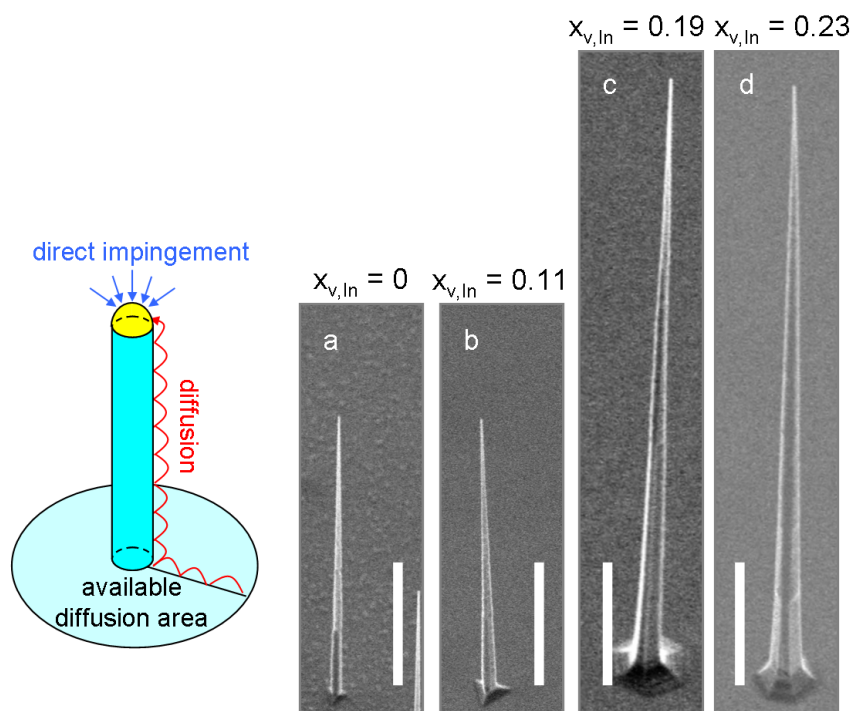 x_v,In = 0.19 x_v,In = 0.23
c d
direct impingement
x_v,In = 0 x_v,In = 0.11
a b
diffusion
available
diffusion area